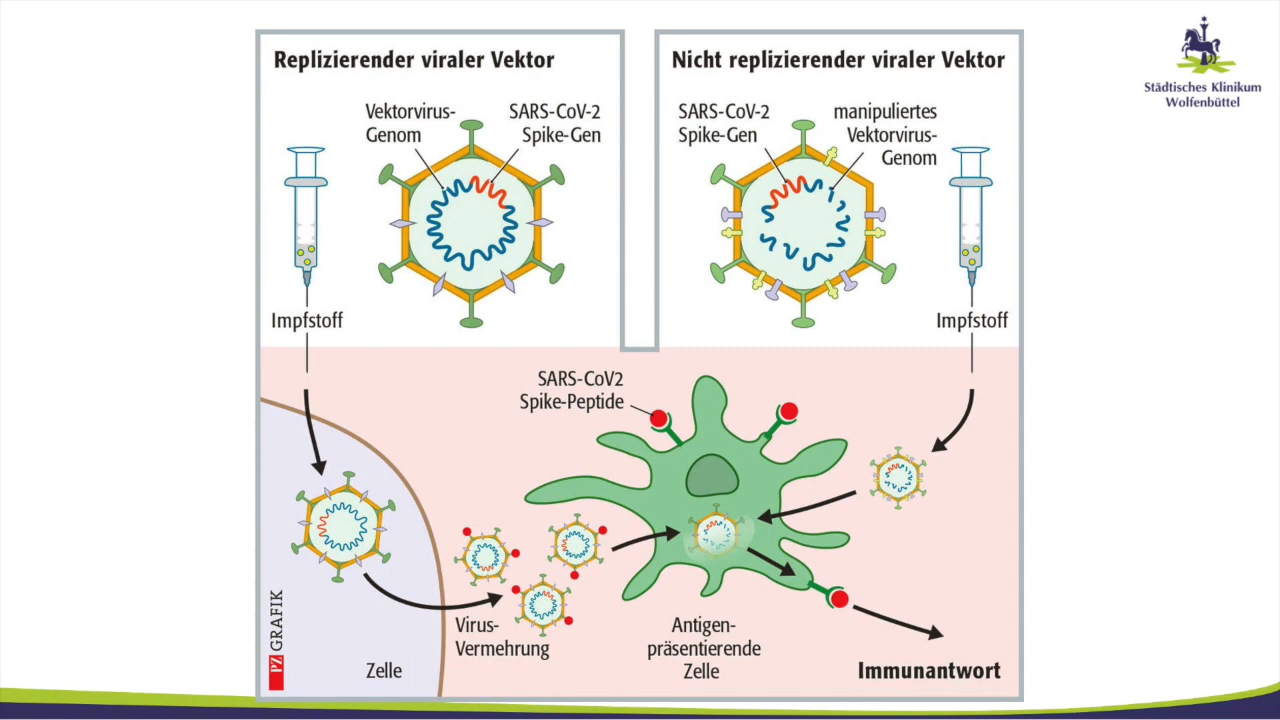 Replizierender viraler Vektor
Vektorvirus-
Genom
SARS-CoV-2
Spike-Gen
Impfstoff
Nicht replizierender viraler Vektor
SARS-CoV-2
Spike-Gen
manipuliertes
Vektorvirus-
Genom
Impfstoff
Städtisches Klinikum
Wolfenbüttel
SARS-CoV2
Spike-Peptide
Virus-
Vermehrung
Zelle
Antigen-
präsentierende
Zelle
Immunantwort
PZ GRAFIK